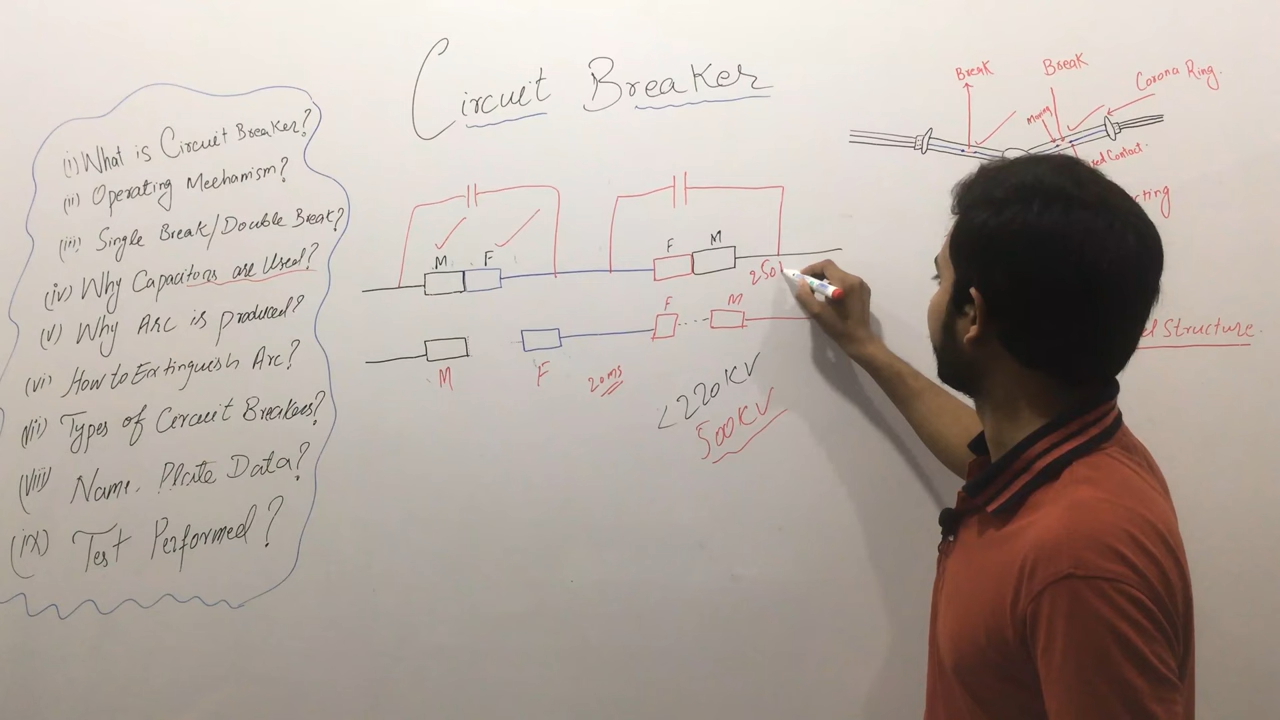 Circuit Breaker
(i) What is Circuit Breaker?
(ii) Operating Mechanism?
(iii) Single Break/Double Break?
(iv) Why Capacitors are Used?
(v) Why Arc is produced?
(vi) How to Extinguish Arc?
(vii) Types of Circuit Breakers?
(viii) Name Plate Data?
(ix) Test Performed?
Break
Break
Corona Ring.
Moving
Contact.
M F
F M
250
F M
M F
20ms
<220KV
500KV
Structure.